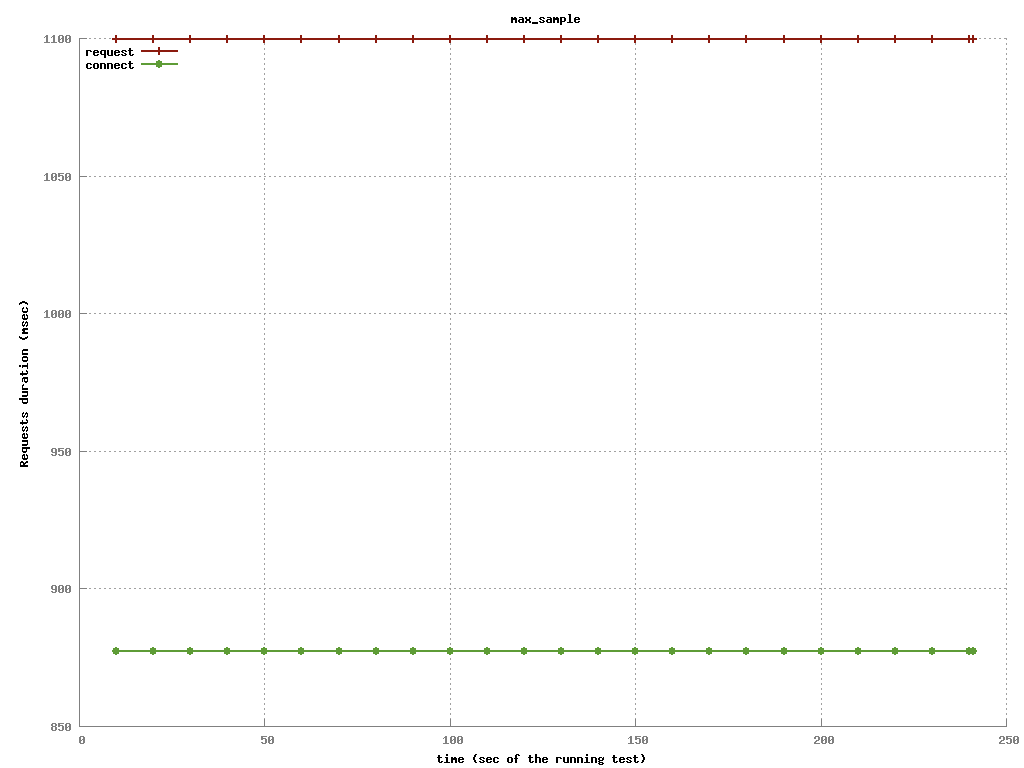 max_sample
1100
request
connect
1050
1000
950
900
850
Requests duration (msec)
0 50 100 150 200 250
time (sec of the running test)